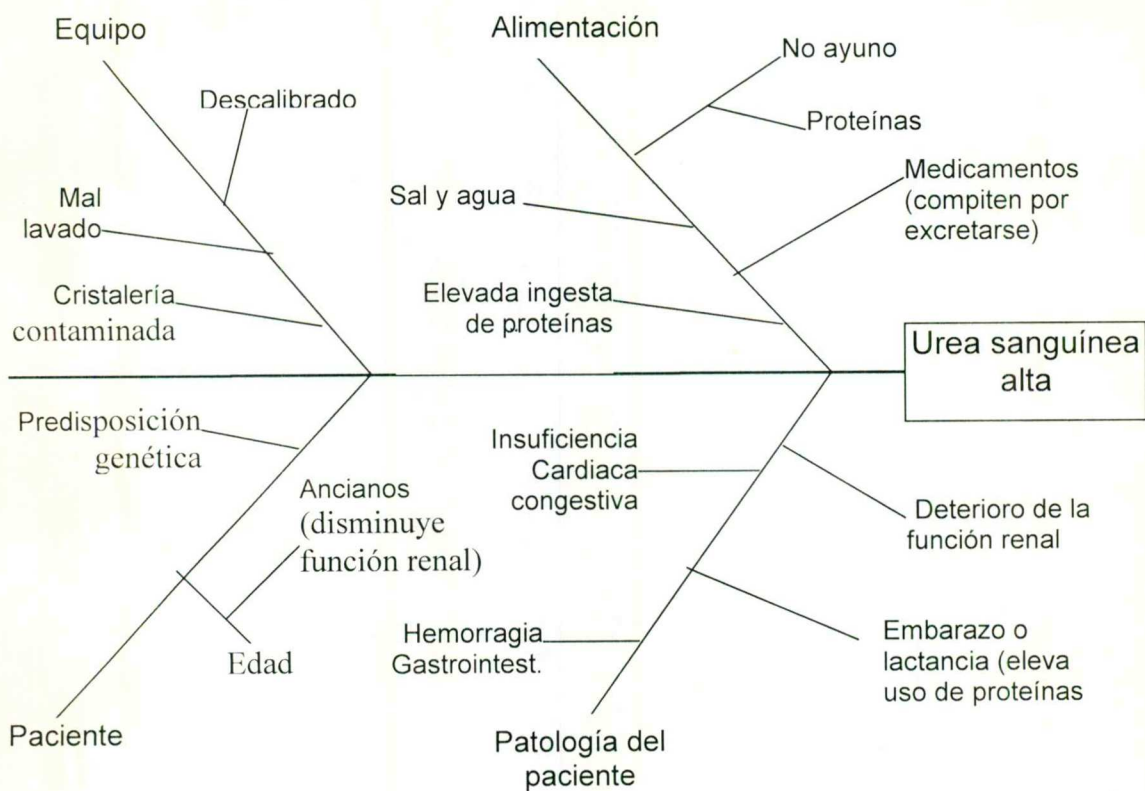 Equipo
Alimentación
No ayuno
Descalibrado
Proteínas
Mal
lavado
Sal y agua
Medicamentos
(compiten por
excretarse)
Cristalería
contaminada
Elevada ingesta
de proteínas
Urea sanguínea
alta
Predisposición
genética
Insuficiencia
Cardiaca
congestiva
Ancianos
(disminuye
función renal)
Deterioro de la
función renal
Hemorragia
Gastrointest.
Embarazo o
lactancia (eleva
uso de proteínas
Edad
Paciente
Patología del
paciente